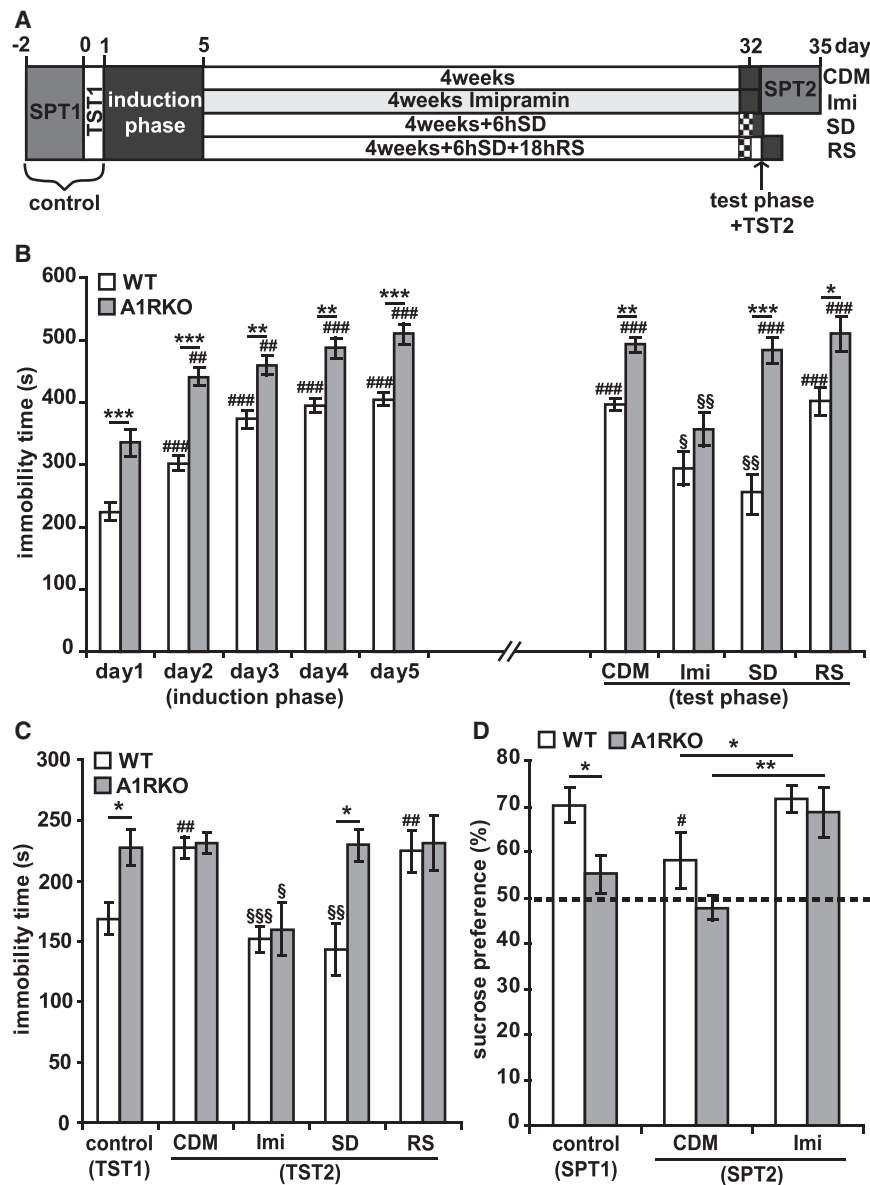 A
-2 0 1 5 32 35 day
SPT1
TST1
induction
phase
4weeks
4weeks Imipramin
4weeks+6hSD
4weeks+6hSD+18hRS
SPT2
CDM
Imi
SD
RS
control
test phase
+TST2
B
WT
A1RKO
immobility time (s)
600
500
400
300
200
100
0
***
### *** ##
### ** ##
### ** ###
### *** ###
### ** ###
§ §§
§§ *** ###
### * ###
day1 day2 day3 day4 day5
(induction phase)
CDM Imi SD RS
(test phase)
C
WT
A1RKO
immobility time (s)
300
250
200
150
100
50
0
*
##
§§§ §
§§ *
##
control CDM Imi SD RS
(TST1) (TST2)
D
WT A1RKO
sucrose preference (%)
80
70
60
50
40
30
20
10
0
*
#
*
**
control CDM Imi
(SPT1) (SPT2)